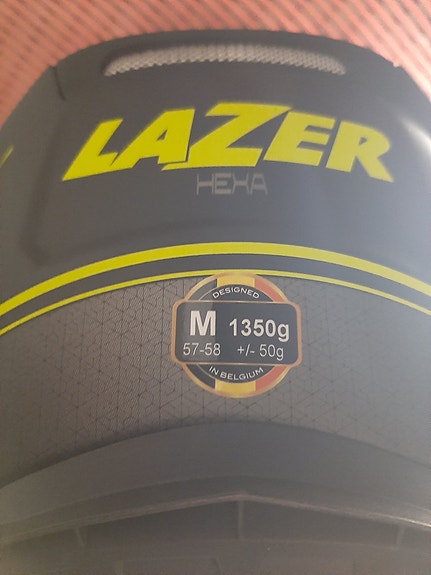 LAZER
HEXA
DESIGNED
M 1350g
57-58 +/- 50g
IN BELGIUM